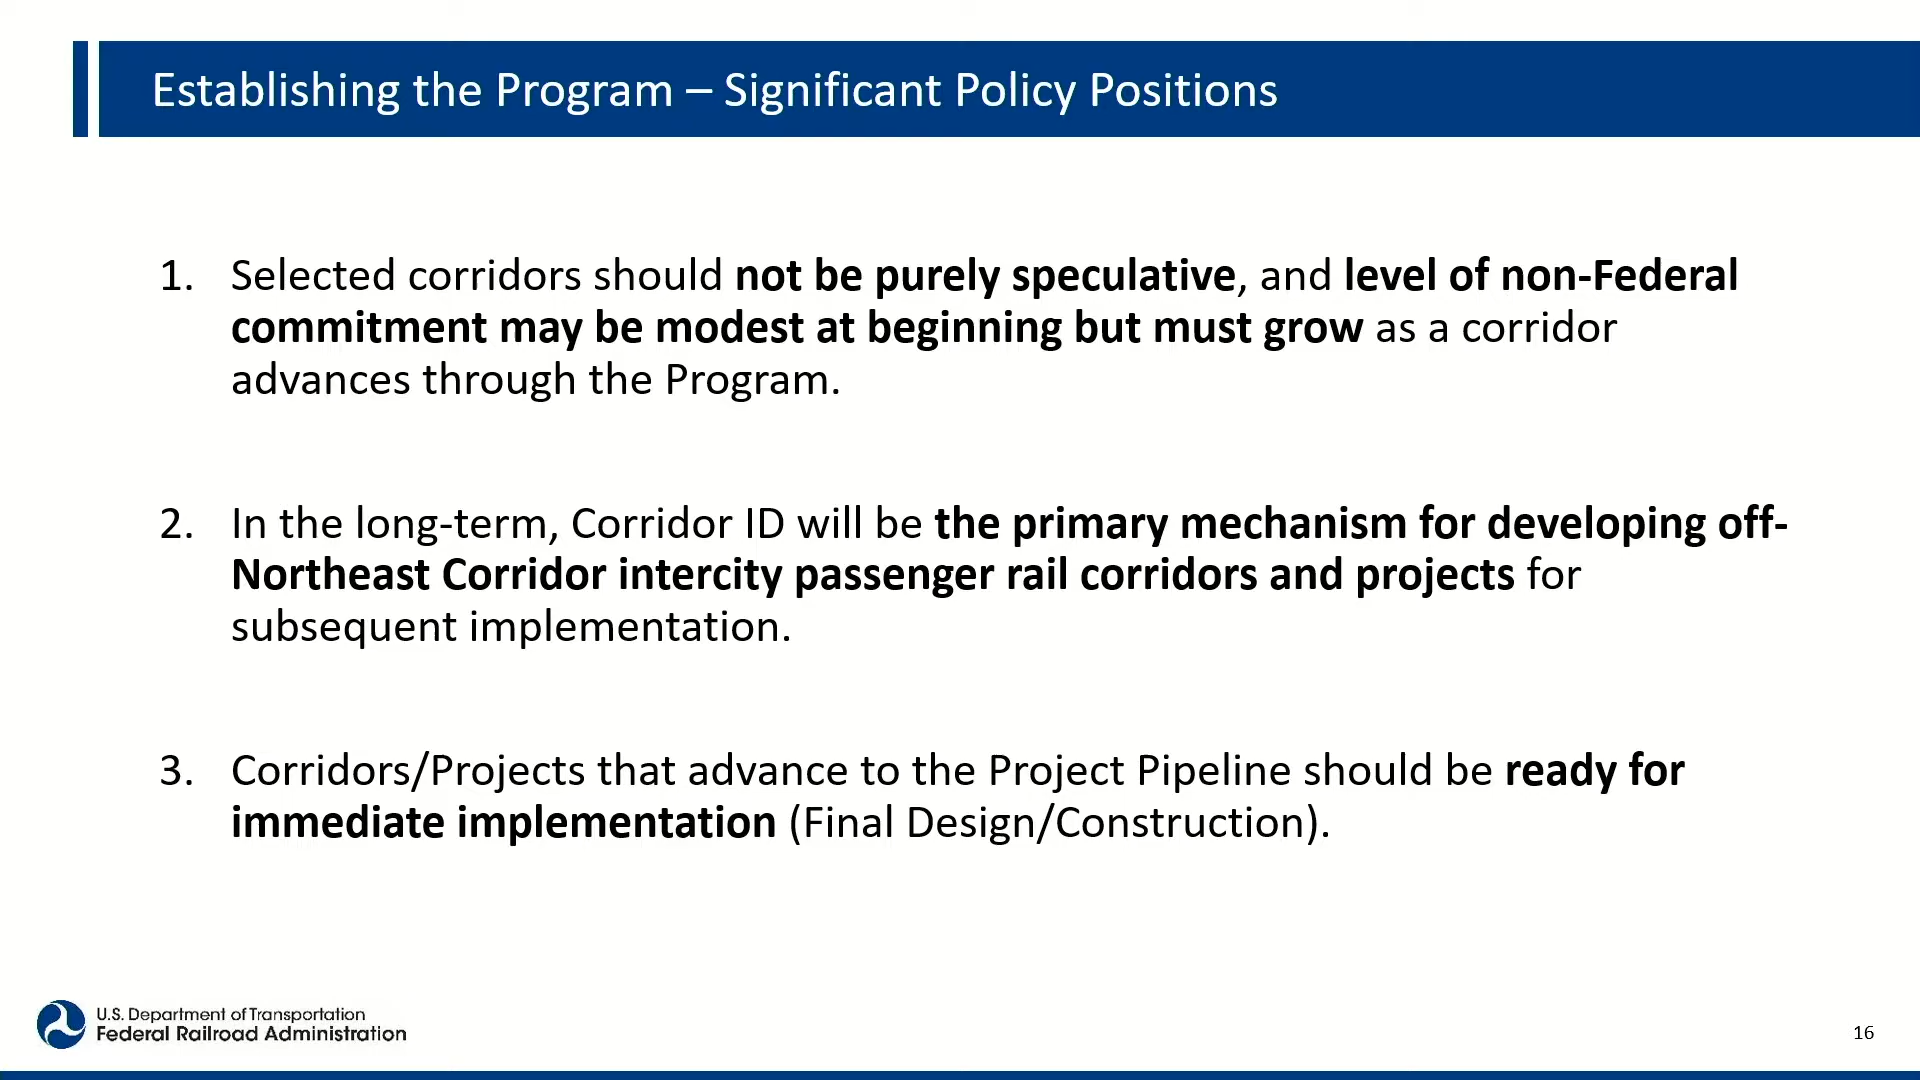 Establishing the Program – Significant Policy Positions
1. Selected corridors should not be purely speculative, and level of non-Federal
commitment may be modest at beginning but must grow as a corridor
advances through the Program.
2. In the long-term, Corridor ID will be the primary mechanism for developing off-
Northeast Corridor intercity passenger rail corridors and projects for
subsequent implementation.
3. Corridors/Projects that advance to the Project Pipeline should be ready for
immediate implementation (Final Design/Construction).
U.S. Department of Transportation
Federal Railroad Administration
16